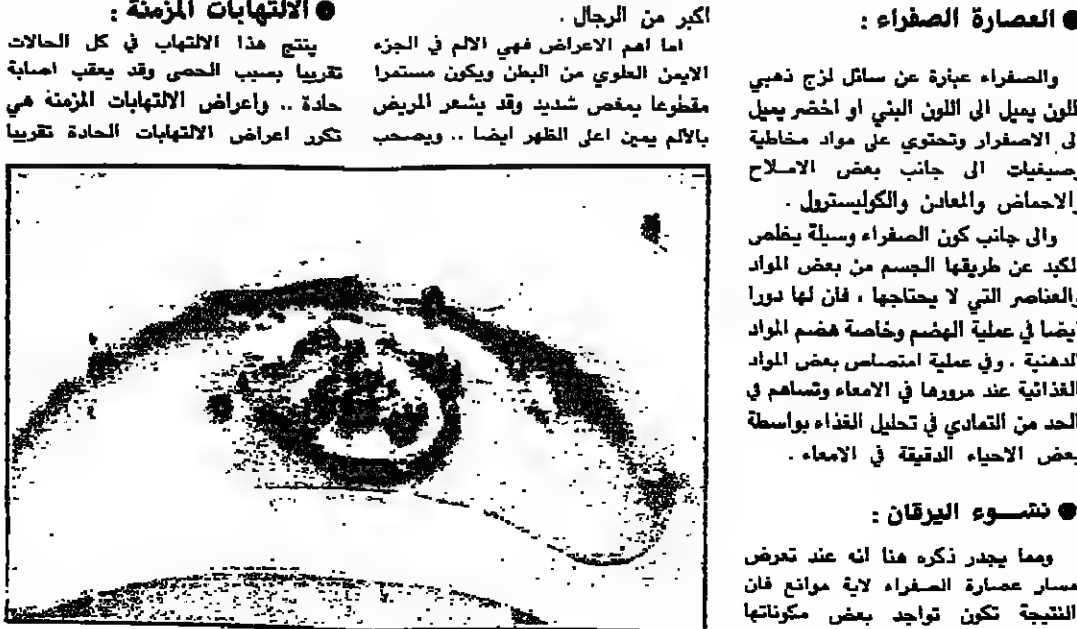 ● العصارة الصفراء :
والصفراء عبارة عن سائل لزج ذهبي
اللون يميل الى اللون البني او اخضر يميل
الى الاصفرار وتحتوي على مواد مخاطية
وصبغيات الى جانب بعض الامـلاح
والاحماض والمعادن والكوليسترول .
والى جانب كون الصفراء وسيلة يخلص
الكبد عن طريقها الجسم من بعض المواد
والعناصر التي لا يحتاجها ، فان لها دورا
ايضا في عملية الهضم وخاصة هضم المواد
الدهنية . وفي عملية امتصاص بعض المواد
الغذائية عند مرورها في الامعاء وتساهم في
الحد من التمادي في تحليل الغذاء بواسطة
بعض الاحياء الدقيقة في الامعاء .
● نشــوء اليرقان :
ومما يجدر ذكره هنا انه عند تعرض
مسار عصارة الصفراء لاية موانع فان
النتيجة تكون تواجد بعض مكوناتها
اكبر من الرجال .
اما اهم الاعراض فهي الالم في الجزء
الايمن العلوي من البطن ويكون مستمرا
مقطوعا بمغص شديد وقد يشعر المريض
بالالم يمين اعلى الظهر ايضا .. ويصحب
● الالتهابات المزمنة :
ينتج هذا الالتهاب في كل الحالات
تقريبا بسبب الحصى وقد يعقب اصابة
حادة .. واعراض الالتهابات المزمنة هي
تكرر اعراض الالتهابات الحادة تقريبا